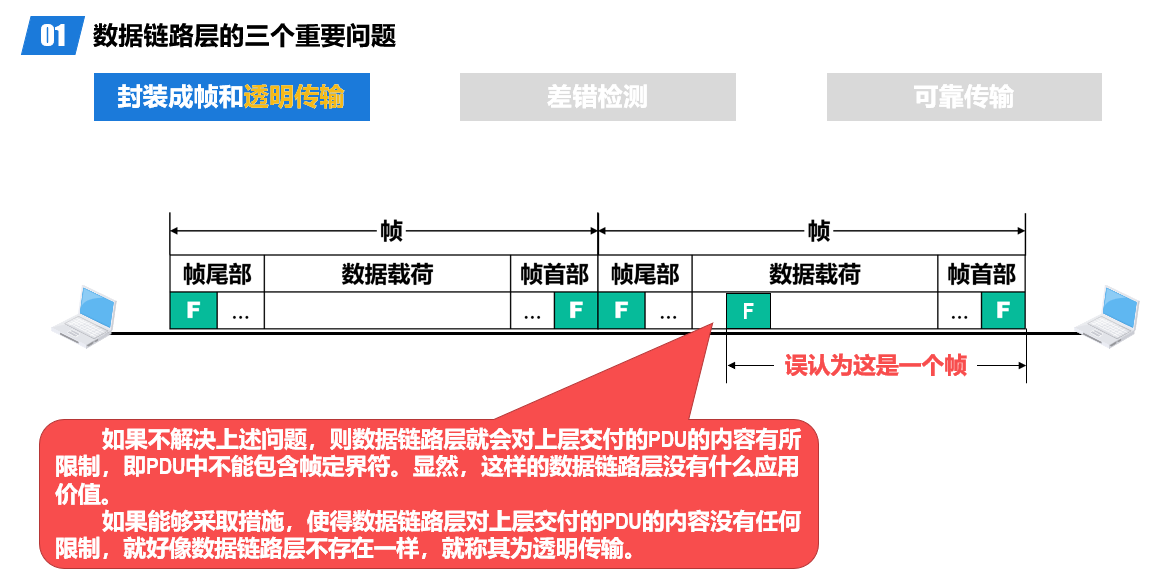 01 数据链路层的三个重要问题
封装成帧和透明传输 差错检测 可靠传输
帧 帧
帧尾部 数据载荷 帧首部 帧尾部 数据载荷 帧首部
F … … F F … F … F
误认为这是一个帧
如果不解决上述问题，则数据链路层就会对上层交付的PDU的内容有所
限制，即PDU中不能包含帧定界符。显然，这样的数据链路层没有什么应用
价值。
如果能够采取措施，使得数据链路层对上层交付的PDU的内容没有任何
限制，就好像数据链路层不存在一样，就称其为透明传输。